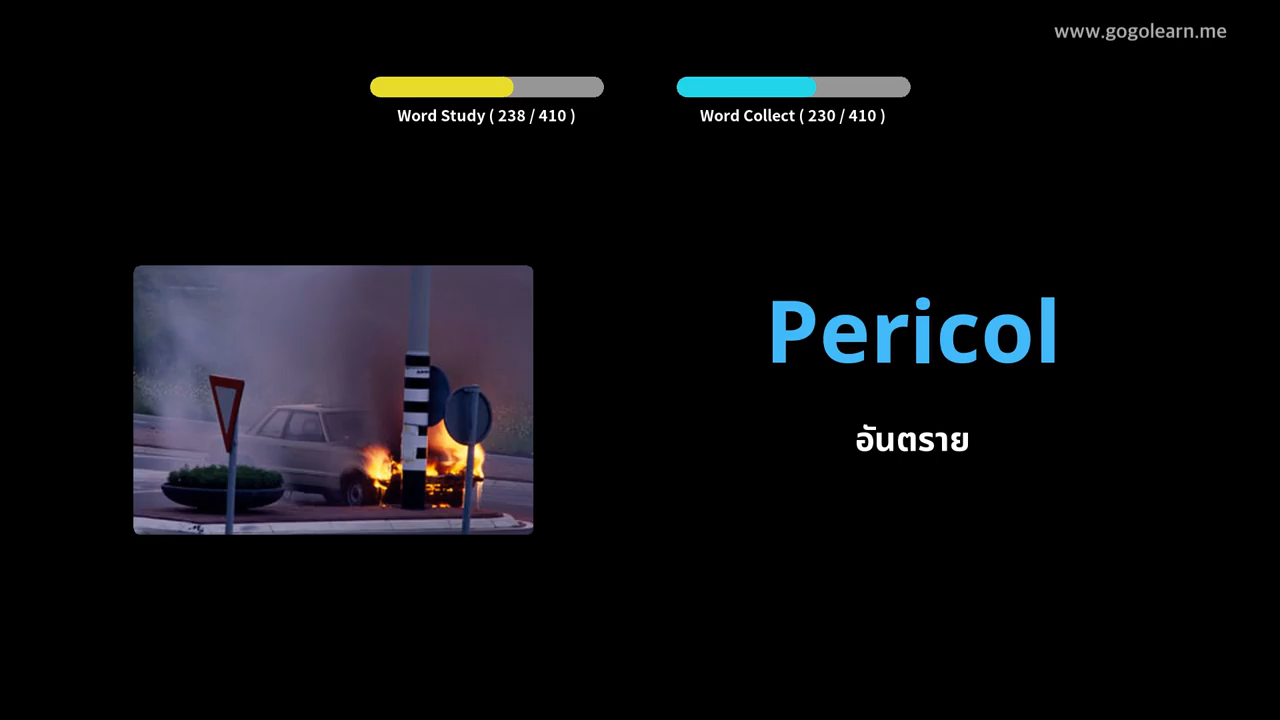 www.gogolearn.me
Word Study ( 238 / 410 )
Word Collect ( 230 / 410 )
Pericol
อันตราย